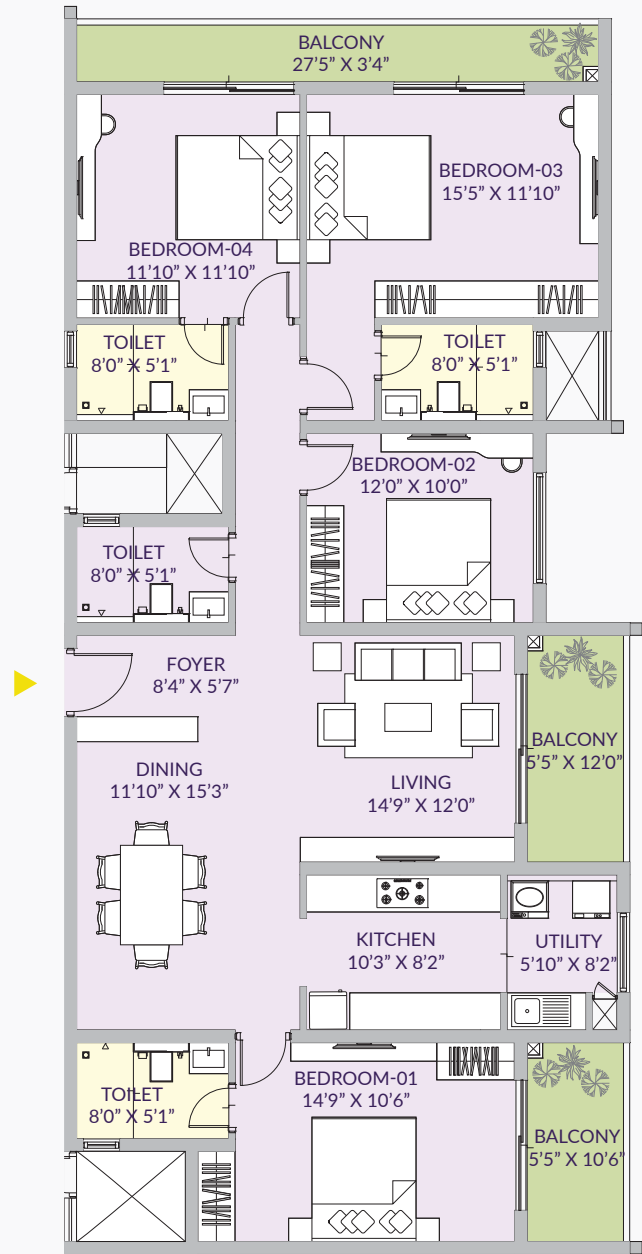 BALCONY
27'5” X 3'4”
BEDROOM-03
15'5” X 11'10”
BEDROOM-04
11'10” X 11'10”
TOILET
8'0” X 5'1”
TOILET
8'0” X 5'1”
BEDROOM-02
12'0” X 10'0”
TOILET
8'0” X 5'1”
FOYER
8'4” X 5'7”
BALCONY
5'5” X 12'0”
DINING
11'10” X 15'3”
LIVING
14'9” X 12'0”
KITCHEN
10'3” X 8'2”
UTILITY
5'10” X 8'2”
BEDROOM-01
14'9” X 10'6”
TOILET
8'0” X 5'1”
BALCONY
5'5” X 10'6”